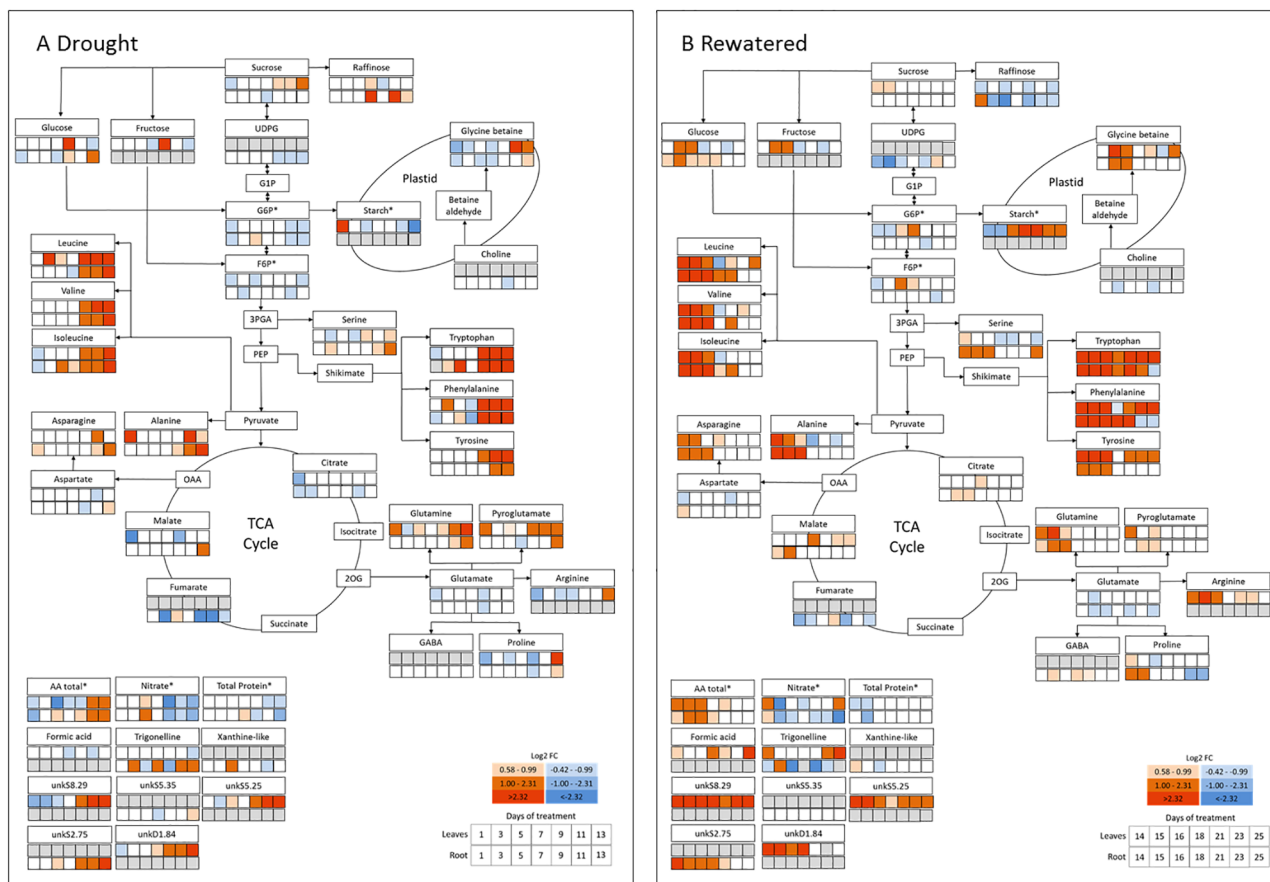 A Drought
Sucrose
Raffinose
Glucose
Fructose
UDPG
Glycine betaine
G1P
Plastid
Betaine
aldehyde
G6P*
Starch*
Leucine
Choline
F6P*
Valine
3PGA
Serine
Isoleucine
PEP
Tryptophan
Shikimate
Phenylalanine
Asparagine
Alanine
Pyruvate
Tyrosine
Citrate
Aspartate
OAA
Malate
TCA
Cycle
Glutamine
Pyroglutamate
Isocitrate
Fumarate
2OG
Glutamate
Arginine
Succinate
GABA
Proline
AA total*
Nitrate*
Total Protein*
Formic acid
Trigonelline
Xanthine-like
unkS8.29
unkS5.35
unkS5.25
unkS2.75
unkD1.84
Log2 FC
0.58 - 0.99
-0.42 - -0.99
1.00 - 2.31
-1.00 - -2.31
>2.32
<-2.32
Days of treatment
Leaves 1 3 5 7 9 11 13
Root 1 3 5 7 9 11 13
B Rewatered
Sucrose
Raffinose
Glucose
Fructose
UDPG
Glycine betaine
G1P
Plastid
Betaine
aldehyde
G6P*
Starch*
Leucine
Choline
F6P*
Valine
3PGA
Serine
Isoleucine
PEP
Tryptophan
Shikimate
Phenylalanine
Asparagine
Alanine
Pyruvate
Tyrosine
Citrate
Aspartate
OAA
Malate
TCA
Cycle
Glutamine
Pyroglutamate
Isocitrate
Fumarate
2OG
Glutamate
Arginine
Succinate
GABA
Proline
AA total*
Nitrate*
Total Protein*
Formic acid
Trigonelline
Xanthine-like
unkS8.29
unkS5.35
unkS5.25
unkS2.75
unkD1.84
Log2 FC
0.58 - 0.99
-0.42 - -0.99
1.00 - 2.31
-1.00 - -2.31
>2.32
<-2.32
Days of treatment
Leaves 14 15 16 18 21 23 25
Root 14 15 16 18 21 23 25